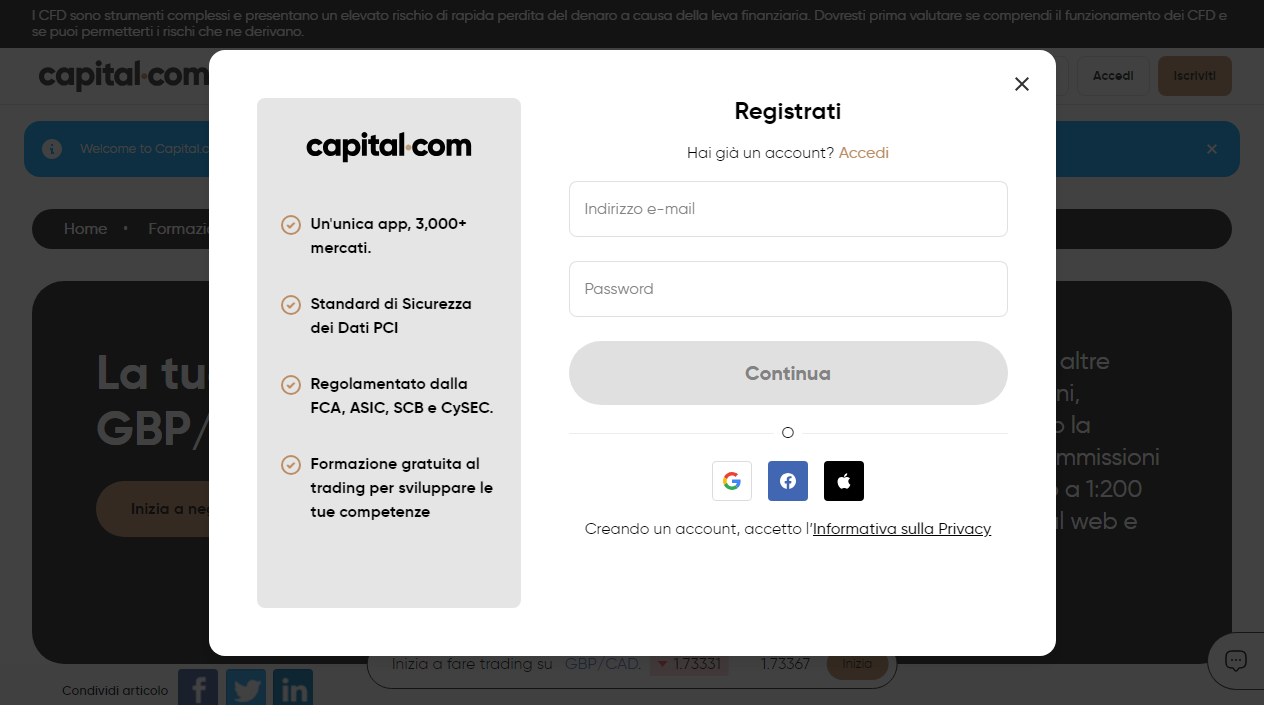 I CFD sono strumenti complessi e presentano un elevato rischio di rapida perdita del denaro a causa della leva finanziaria. Dovresti prima valutare se comprendi il funzionamento dei CFD e
se puoi permetterti i rischi che ne derivano.
capital.com
Accedi
Iscriviti
Welcome to Capital.c
Home • Formazi
La tu
GBP/
Inizia a ne
altre
ni,
o la
mmissioni
o a 1:200
al web e
capital.com
Un'unica app, 3,000+
mercati.
Standard di Sicurezza
dei Dati PCI
Regolamentato dalla
FCA, ASIC, SCB e CySEC.
Formazione gratuita al
trading per sviluppare le
tue competenze
Registrati
Hai già un account? Accedi
Indirizzo e-mail
Password
Continua
O
Creando un account, accetto l'Informativa sulla Privacy
Inizia a fare trading su GBP/CAD. 1.73331 1.73367 Inizia
Condividi articolo